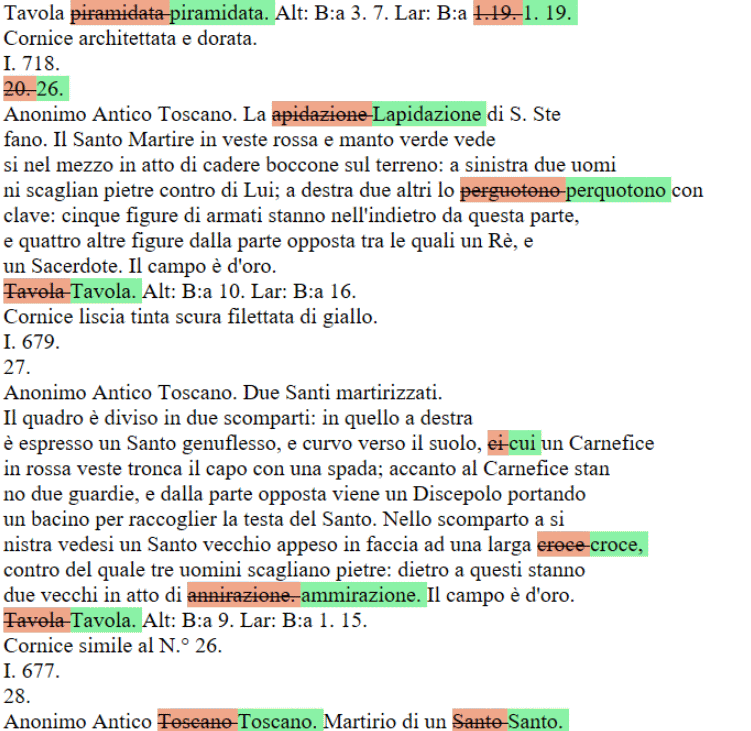 Tavola piramidata piramidata. Alt: B:a 3. 7. Lar: B:a 1.19. 1. 19.
Cornice architettata e dorata.
I. 718.
20. 26.
Anonimo Antico Toscano. La apidazione Lapidazione di S. Ste
fano. Il Santo Martire in veste rossa e manto verde vede
si nel mezzo in atto di cadere boccone sul terreno: a sinistra due uomi
ni scaglian pietre contro di Lui; a destra due altri lo perguotono perquotono con
clave: cinque figure di armati stanno nell'indietro da questa parte,
e quattro altre figure dalla parte opposta tra le quali un Rè, e
un Sacerdote. Il campo è d'oro.
Tavola Tavola. Alt: B:a 10. Lar: B:a 16.
Cornice liscia tinta scura filettata di giallo.
I. 679.
27.
Anonimo Antico Toscano. Due Santi martirizzati.
Il quadro è diviso in due scomparti: in quello a destra
è espresso un Santo genuflesso, e curvo verso il suolo, ci cui un Carnefice
in rossa veste tronca il capo con una spada; accanto al Carnefice stan
no due guardie, e dalla parte opposta viene un Discepolo portando
un bacino per raccoglier la testa del Santo. Nello scomparto a si
nistra vedesi un Santo vecchio appeso in faccia ad una larga croce croce,
contro del quale tre uomini scagliano pietre: dietro a questi stanno
due vecchi in atto di annirazione. ammirazione. Il campo è d'oro.
Tavola Tavola. Alt: B:a 9. Lar: B:a 1. 15.
Cornice simile al N.° 26.
I. 677.
28.
Anonimo Antico Toscano Toscano. Martirio di un Santo Santo.